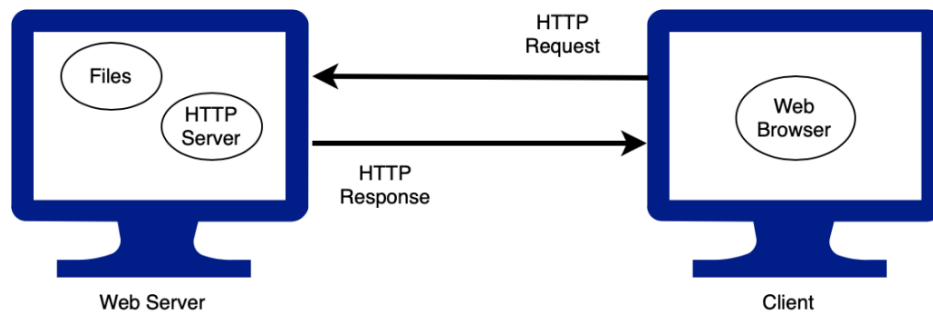 HTTP
Request
Files
HTTP
Server
Web
Browser
HTTP
Response
Web Server
Client